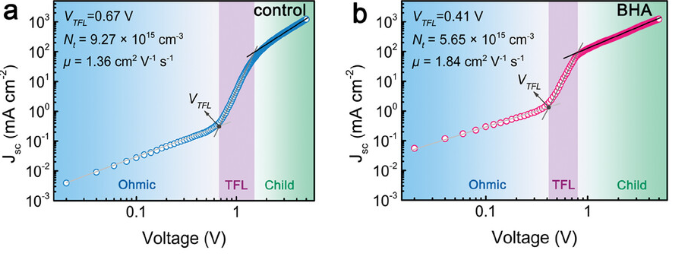 a
control
V_TFL=0.67 V
N_t = 9.27 × 10^15 cm^-3
μ = 1.36 cm^2 V^-1 s^-1
V_TFL
Ohmic
TFL
Child
10^3
10^2
10^1
10^0
10^-1
10^-2
10^-3
J_sc (mA cm^-2)
0.1
1
Voltage (V)
b
BHA
V_TFL=0.41 V
N_t = 5.65 × 10^15 cm^-3
μ = 1.84 cm^2 V^-1 s^-1
V_TFL
Ohmic
TFL
Child
10^3
10^2
10^1
10^0
10^-1
10^-2
10^-3
J_sc (mA cm^-2)
0.1
1
Voltage (V)